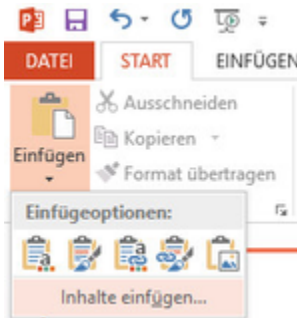 DATEI START EINFÜGEN
Ausschneiden
Kopieren
Einfügen
Format übertragen
Einfügeoptionen:
Inhalte einfügen...